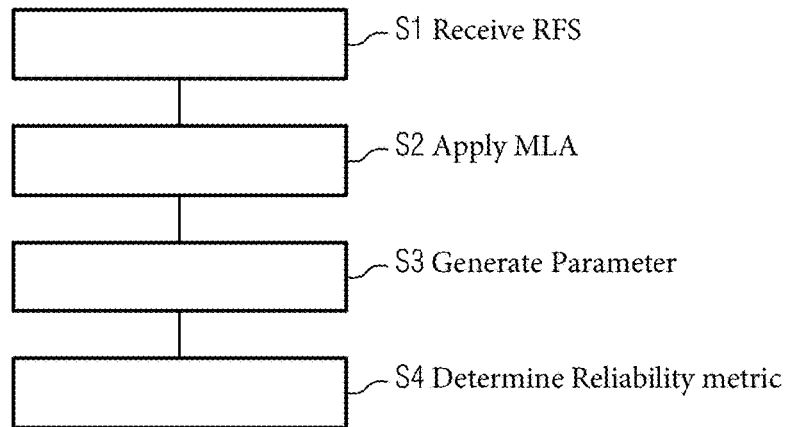 S1 Receive RFS
S2 Apply MLA
S3 Generate Parameter
S4 Determine Reliability metric